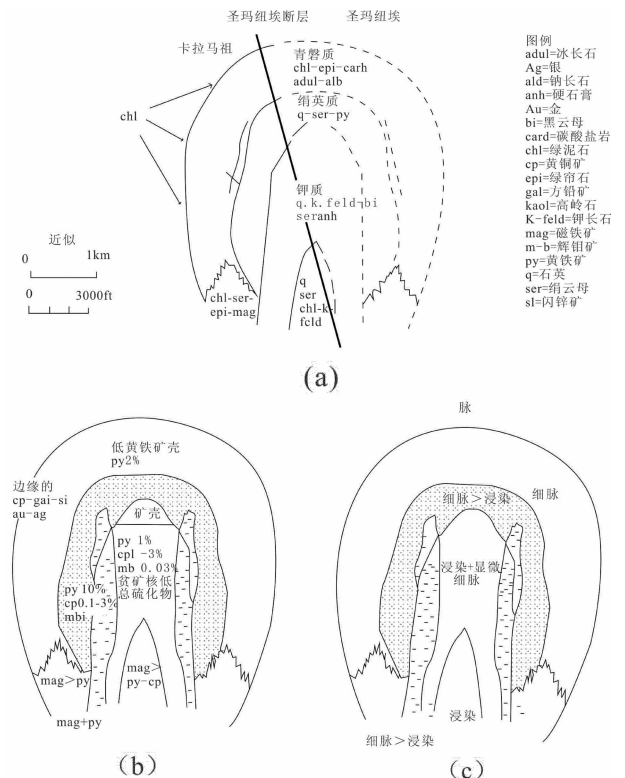 圣玛纽埃断层
圣玛纽埃
卡拉马祖
青磐质
chl-epi-carh
adul-alb
绢英质
q-ser-py
chl
钾质
q.k.feld¬bi
seranh
近似
0
1km
0
3000ft
chl-ser-
epi-mag
q
ser
chl-k-
feld
图例
adul=冰长石
Ag=银
ald=钠长石
anh=硬石膏
Au=金
bi=黑云母
card=碳酸盐岩
chl=绿泥石
cp=黄铜矿
epi=绿帘石
gal=方铅矿
kaol=高岭石
K-feld=钾长石
mag=磁铁矿
m-b=辉钼矿
py=黄铁矿
q=石英
ser=绢云母
sl=闪锌矿
(a)
低黄铁矿壳
py2%
边缘的
cp-gai-si
au-ag
矿壳
py 1%
cpl -3%
mb 0.03%
贫矿核低
总硫化物
py 10%
cp0.1-3%
mbi
mag>py
mag>
py-cp
mag+py
(b)
脉
细脉>浸染
细脉
浸染+显微
细脉
浸染
细脉>浸染
(c)